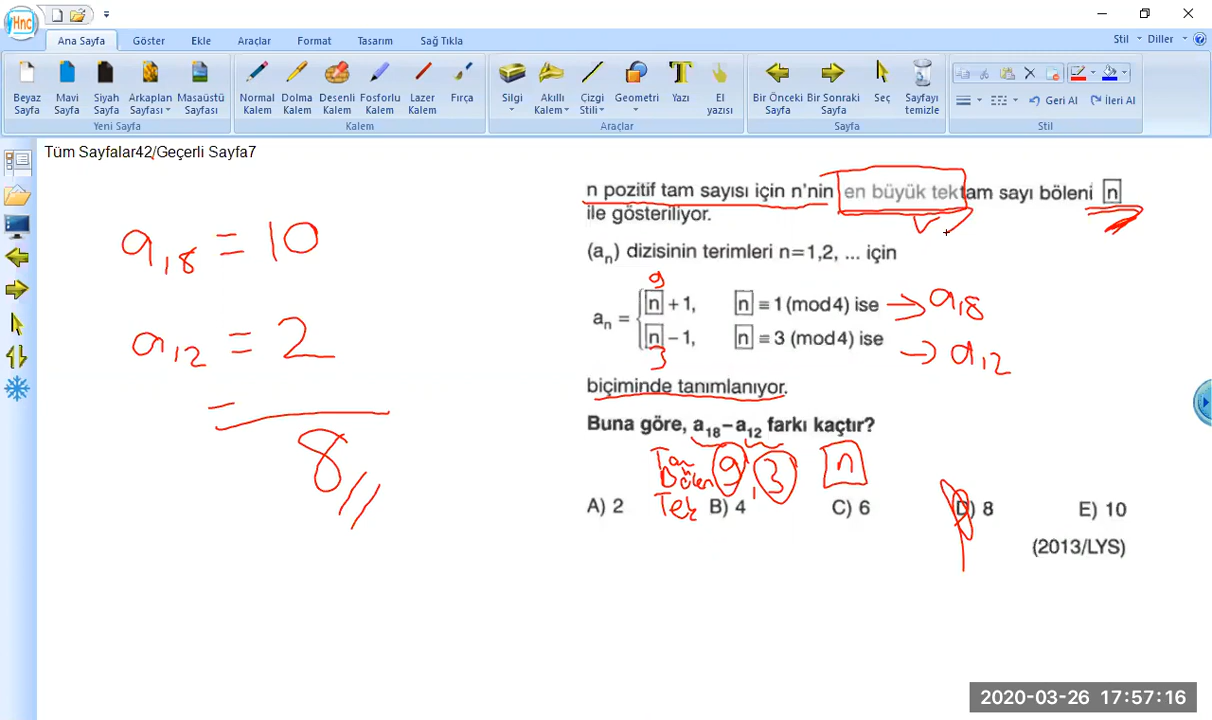 Hnc
Ana Sayfa Göster Ekle Araçlar Format Tasarım Sağ Tıkla Stil Diller
Beyaz Sayfa Mavi Sayfa Siyah Sayfa Arkaplan Sayfası Masaüstü Sayfası Normal Kalem Dolma Kalem Desenli Kalem Fosforlu Kalem Lazer Kalem Fırça Silgi Akıllı Kalem Çizgi Stili Geometri Yazı El yazısı Bir Önceki Sayfa Bir Sonraki Sayfa Seç Sayfayı temizle Geri Al İleri Al
Yeni Sayfa Kalem Araçlar Sayfa Stil
Tüm Sayfalar42/Geçerli Sayfa7
a18 = 10
a12 = 2
=
8//
n pozitif tam sayısı için n'nin en büyük tek tam sayı böleni n
ile gösteriliyor.
(an) dizisinin terimleri n=1,2, ... için
9
an = { n + 1, n ≡ 1 (mod4) ise → a18
n – 1, n ≡ 3 (mod4) ise → a12
3
biçiminde tanımlanıyor.
Buna göre, a18–a12 farkı kaçtır?
Tam Bölen Tek 9, 3 n
A) 2 B) 4 C) 6 D) 8 E) 10
(2013/LYS)
2020-03-26 17:57:16